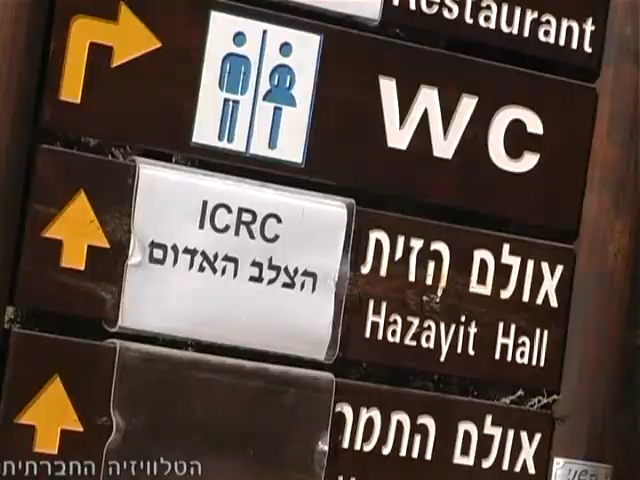 Restaurant
WC
ICRC
הצלב האדום
אולם הזית
Hazayit Hall
אולם התמר
הטלוויזיה החברתית